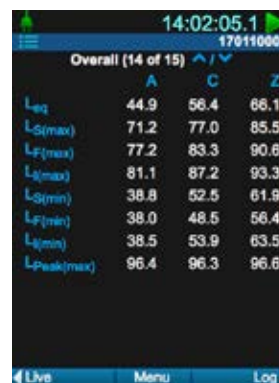 14:02:05.1
17011000
Overall (14 of 15)
A C Z
Leq 44.9 56.4 66.1
LS(max) 71.2 77.0 85.5
LF(max) 77.2 83.3 90.6
LI(max) 81.1 87.2 93.3
LS(min) 38.8 52.5 61.9
LF(min) 38.0 48.5 56.4
LI(min) 38.5 53.9 63.5
LPeak(max) 96.4 96.3 96.6
Live Menu Loc